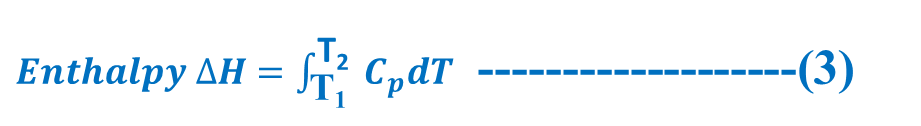 Enthalpy ΔH = ∫_{T₁}^{T₂} C_p dT -------------------(3)